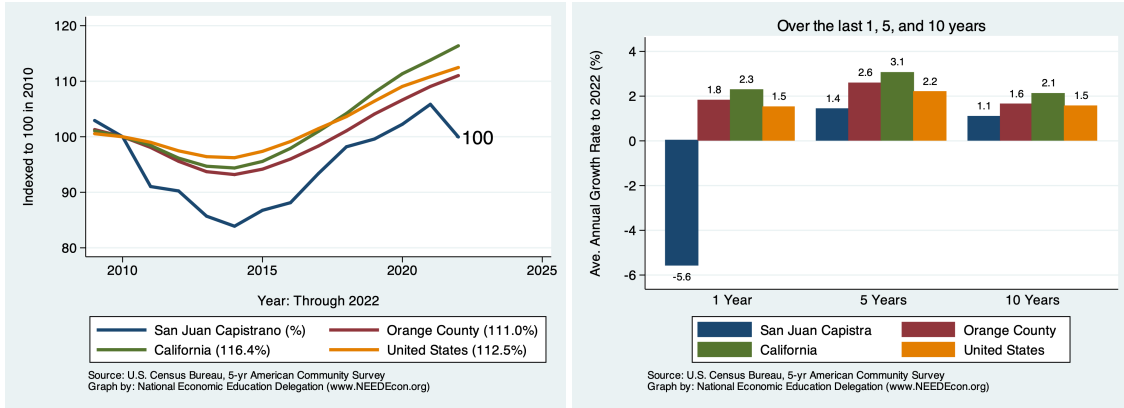 Indexed to 100 in 2010
120
110
100
90
80
100
2010
2015
2020
2025
Year: Through 2022
San Juan Capistrano (%)
Orange County (111.0%)
California (116.4%)
United States (112.5%)
Source: U.S. Census Bureau, 5-yr American Community Survey
Graph by: National Economic Education Delegation (www.NEEDEcon.org)
Over the last 1, 5, and 10 years
Ave. Annual Growth Rate to 2022 (%)
4
2
0
-2
-4
-6
-5.6
1.8
2.3
1.5
1.4
2.6
3.1
2.2
1.1
1.6
2.1
1.5
1 Year
5 Years
10 Years
San Juan Capistra
Orange County
California
United States
Source: U.S. Census Bureau, 5-yr American Community Survey
Graph by: National Economic Education Delegation (www.NEEDEcon.org)